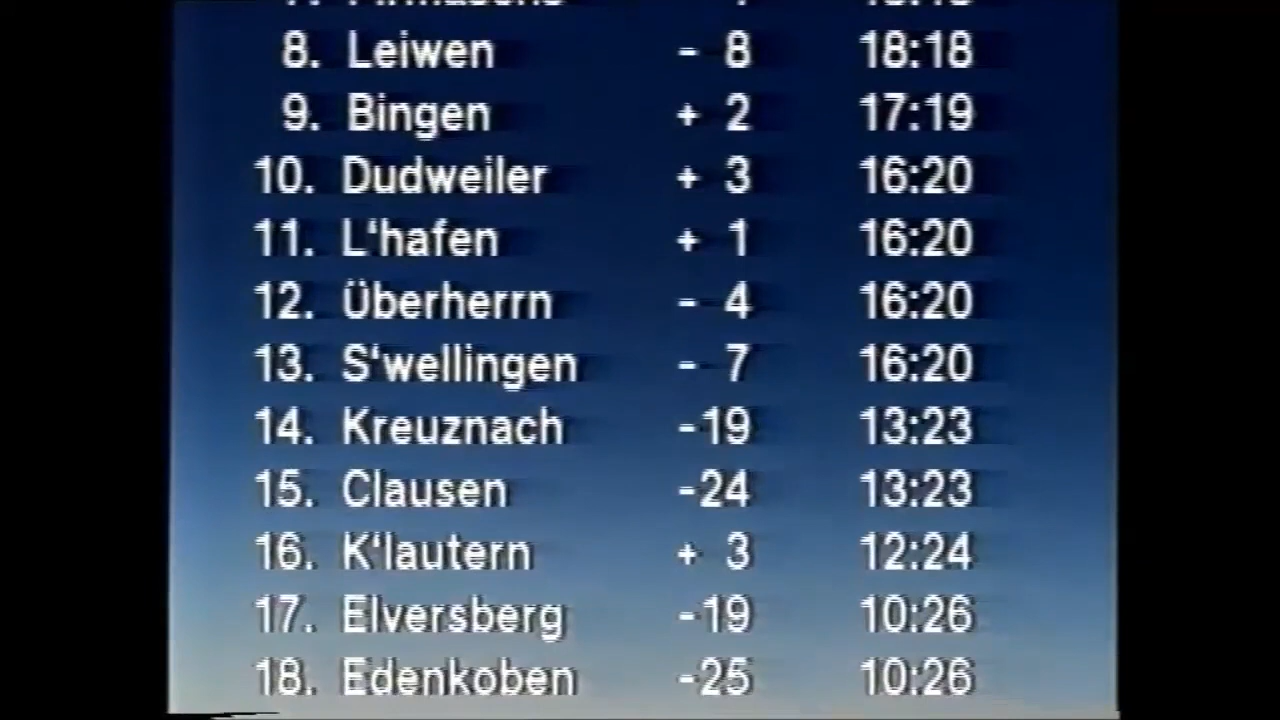 8. Leiwen - 8 18:18
9. Bingen + 2 17:19
10. Dudweiler + 3 16:20
11. L'hafen + 1 16:20
12. Überherrn - 4 16:20
13. S'wellingen - 7 16:20
14. Kreuznach -19 13:23
15. Clausen -24 13:23
16. K'lautern + 3 12:24
17. Elversberg -19 10:26
18. Edenkoben -25 10:26